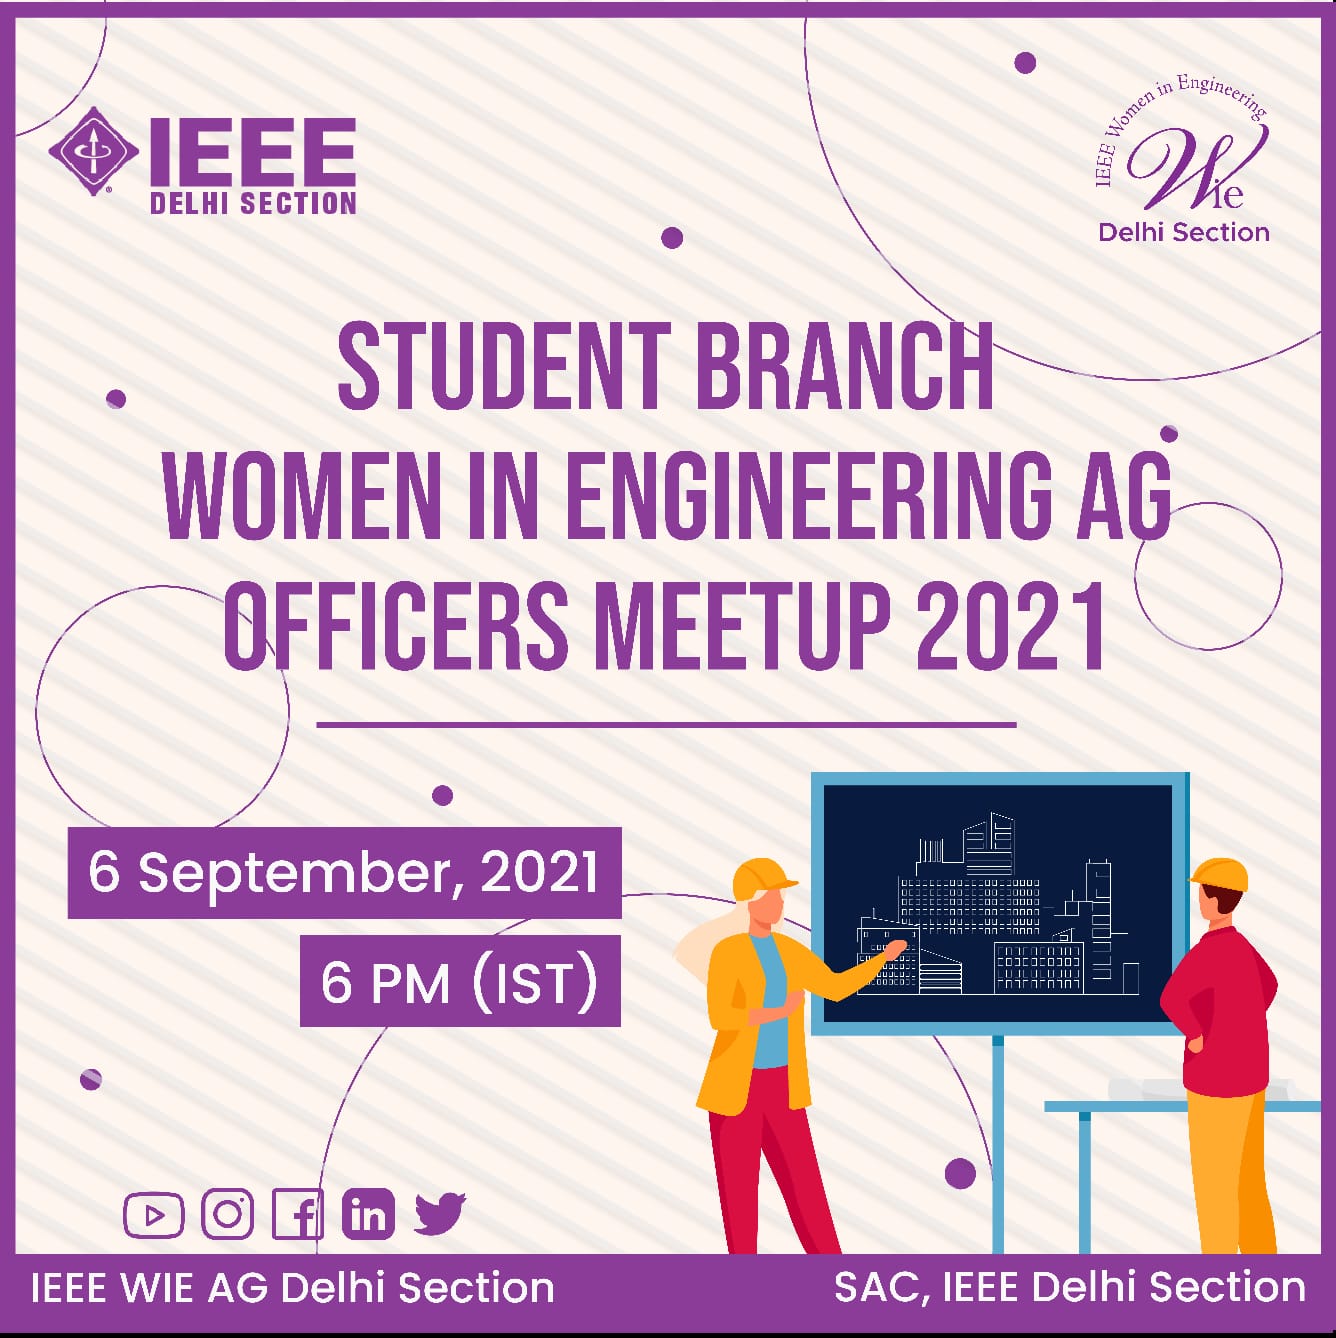 IEEE
DELHI SECTION
IEEE Women in Engineering
Wie
Delhi Section
STUDENT BRANCH
WOMEN IN ENGINEERING AG
OFFICERS MEETUP 2021
6 September, 2021
6 PM (IST)
in
IEEE WIE AG Delhi Section
SAC, IEEE Delhi Section